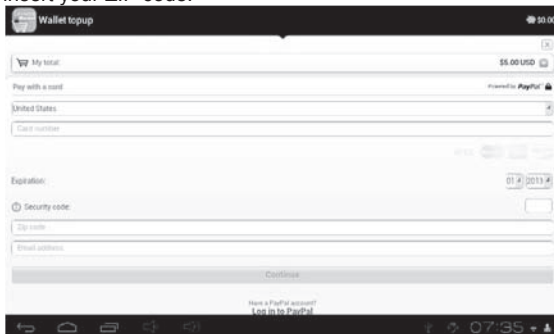 insert your ZIP code.
Wallet topup
$0.00
My total:
$5.00 USD
Pay with a card
Powered by PayPal
United States
Card number
Expiration:
01
2013
Security code:
Zip code
Email address
Continue
Have a PayPal account?
Log in to PayPal
07:35